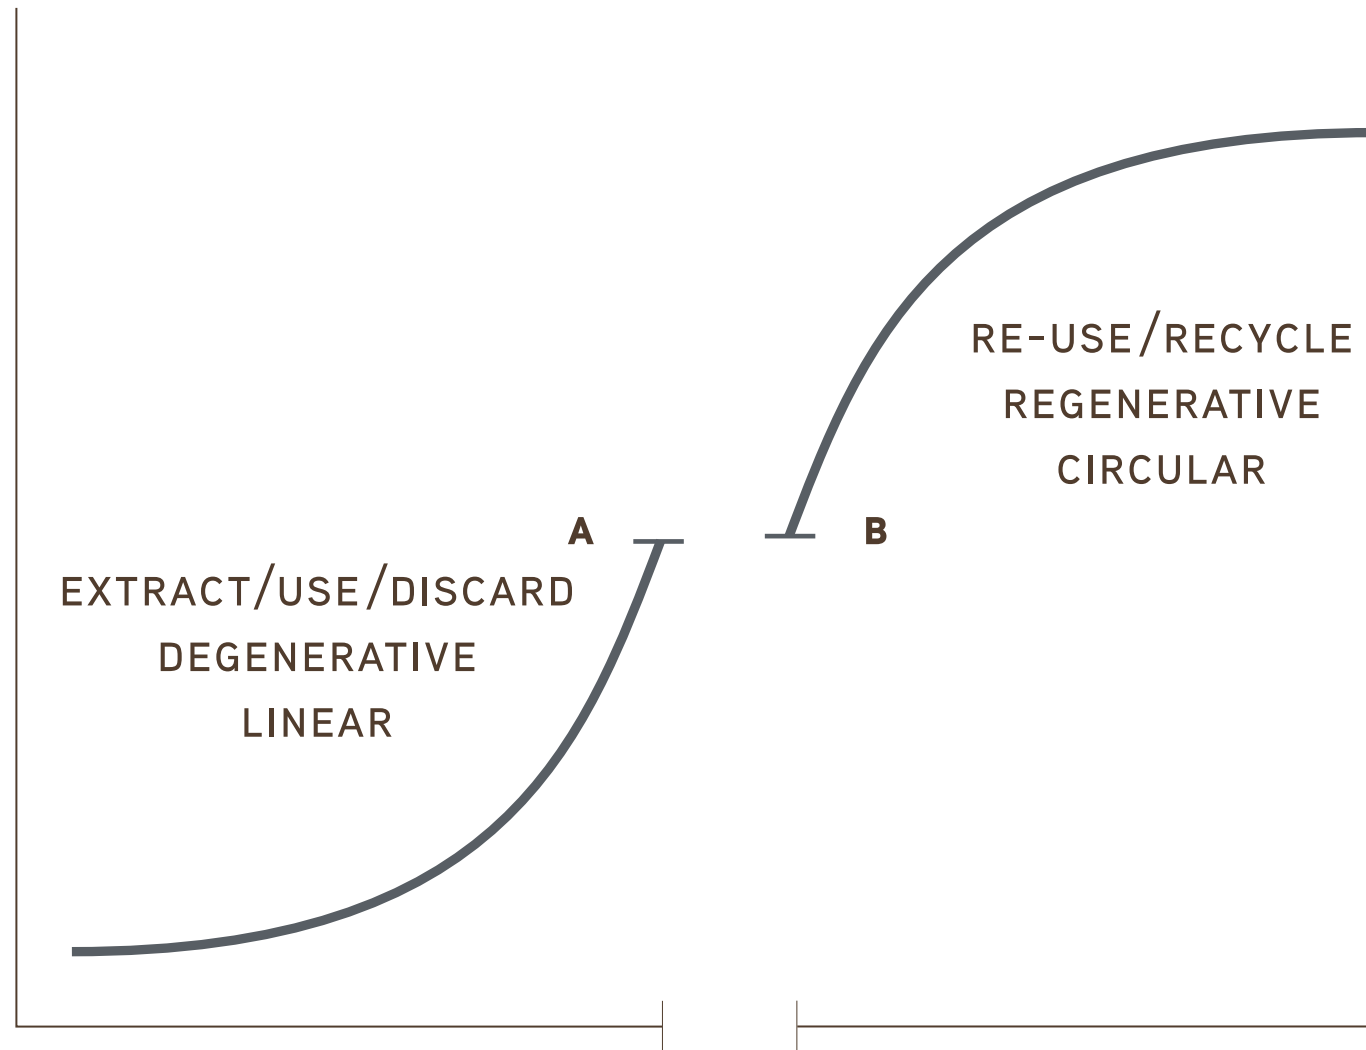 RE-USE/RECYCLE
REGENERATIVE
CIRCULAR
A
B
EXTRACT/USE/DISCARD
DEGENERATIVE
LINEAR